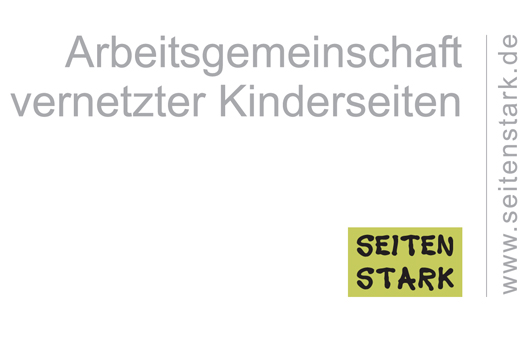 Arbeitsgemeinschaft
vernetzter Kinderseiten
SEITEN
STARK
www.seitenstark.de